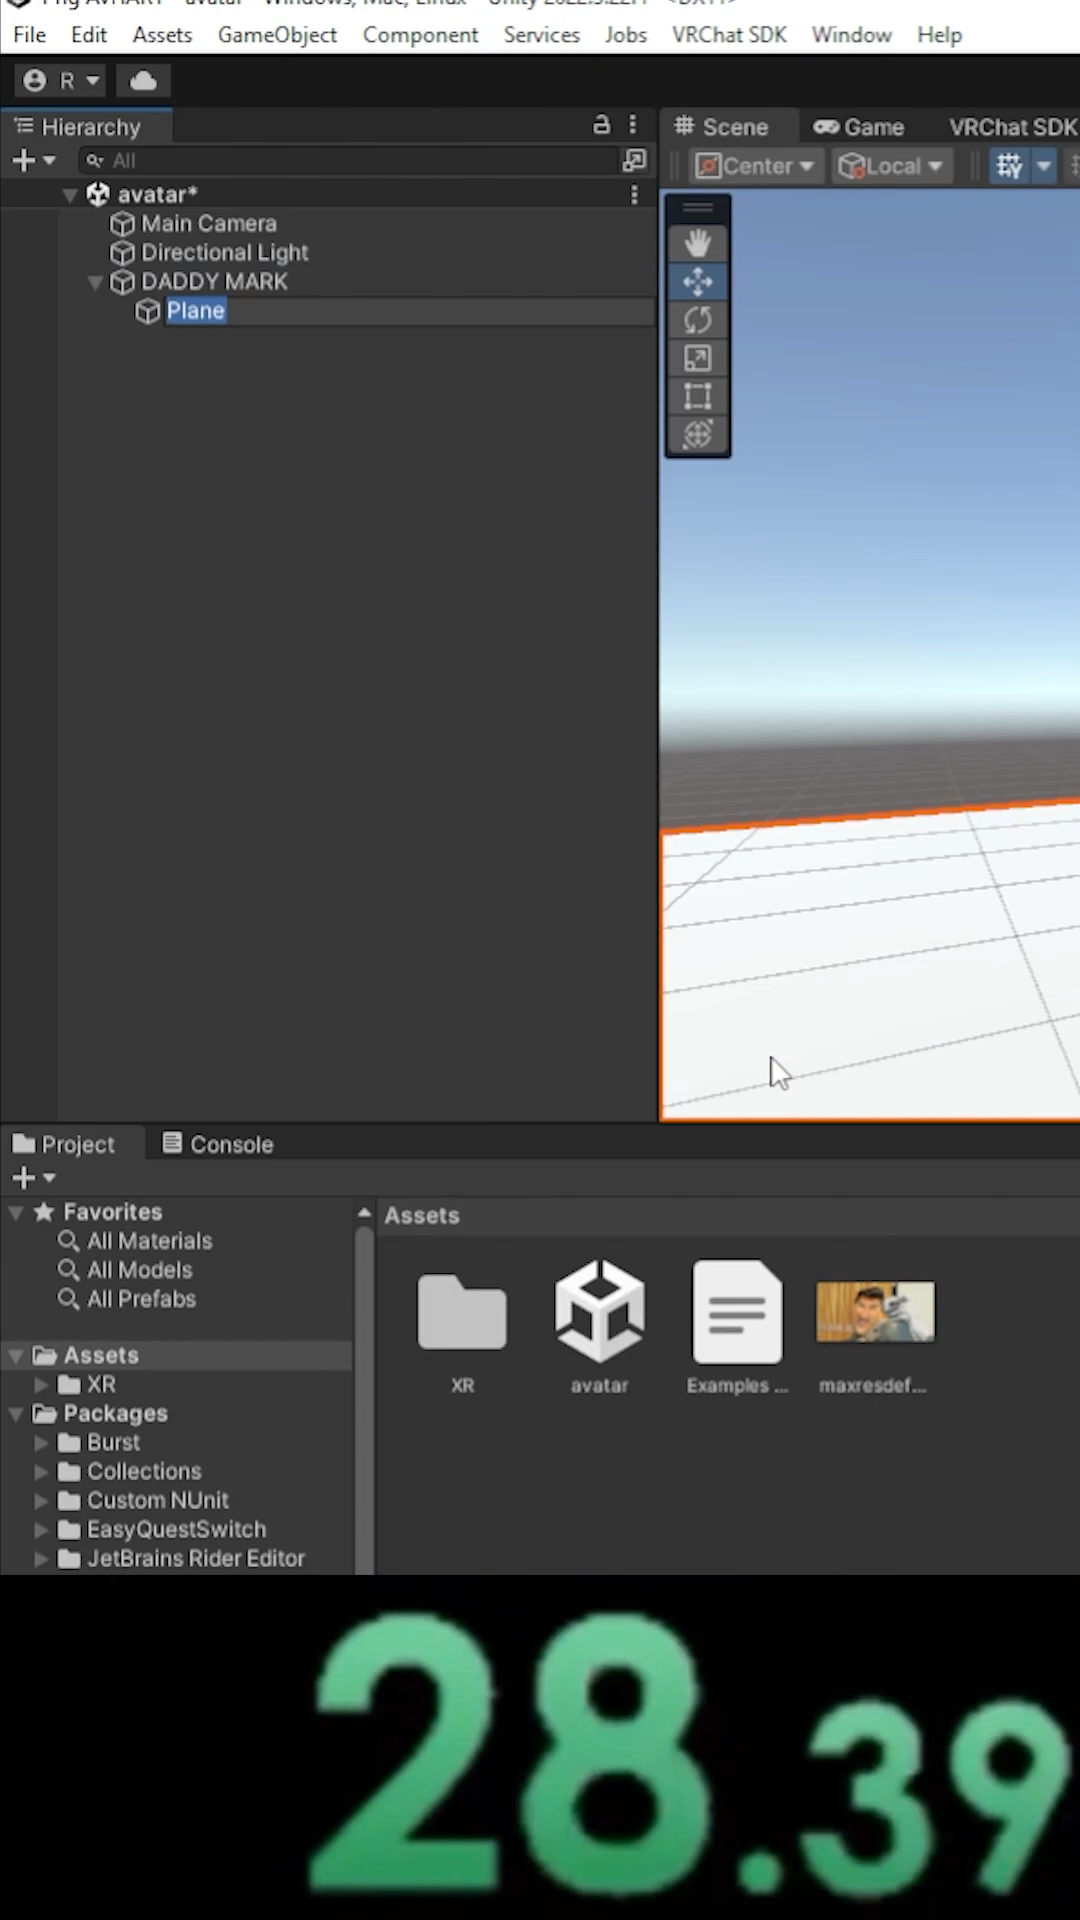 File Edit Assets GameObject Component Services Jobs VRChat SDK Window Help
R
Hierarchy
All
avatar*
Main Camera
Directional Light
DADDY MARK
Plane
Scene Game VRChat SDK
Center Local
Project Console
Favorites
All Materials
All Models
All Prefabs
Assets
XR
Packages
Burst
Collections
Custom NUnit
EasyQuestSwitch
JetBrains Rider Editor
Assets
XR avatar Examples ... maxresdef...
28.39